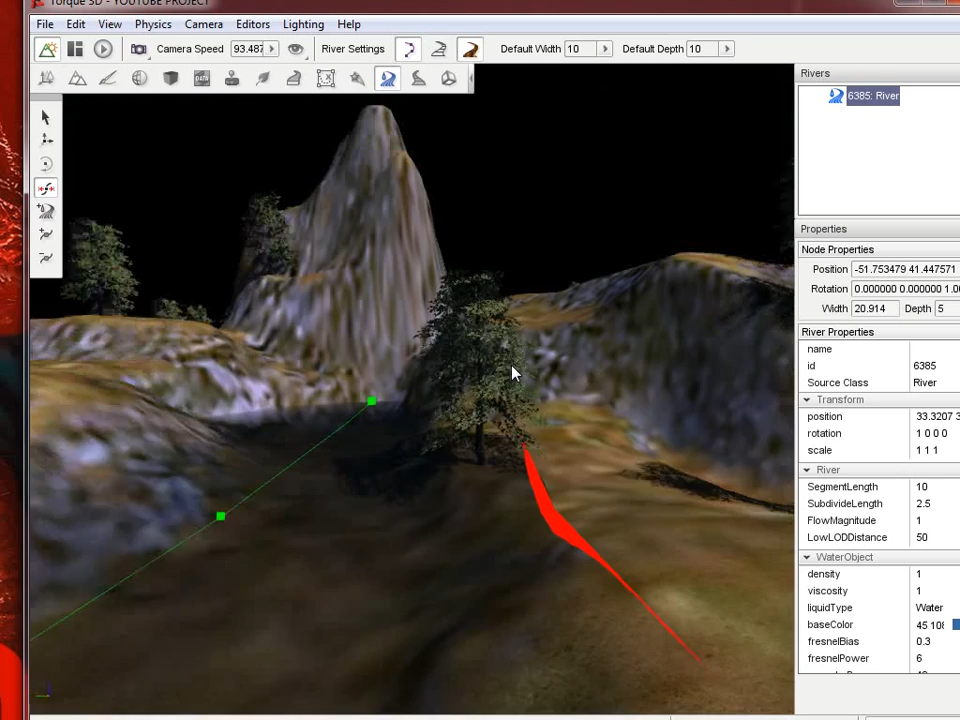 Torque 3D - YOUTUBE PROJECT
File Edit View Physics Camera Editors Lighting Help
Camera Speed 93.487 River Settings Default Width 10 Default Depth 10
Rivers
6385: River
Properties
Node Properties
Position -51.753479 41.447571
Rotation 0.000000 0.000000 1.00
Width 20.914 Depth 5
River Properties
name
id 6385
Source Class River
Transform
position 33.3207 3
rotation 1 0 0 0
scale 1 1 1
River
SegmentLength 10
SubdivideLength 2.5
FlowMagnitude 1
LowLODDistance 50
WaterObject
density 1
viscosity 1
liquidType Water
baseColor 45 108
fresnelBias 0.3
fresnelPower 6